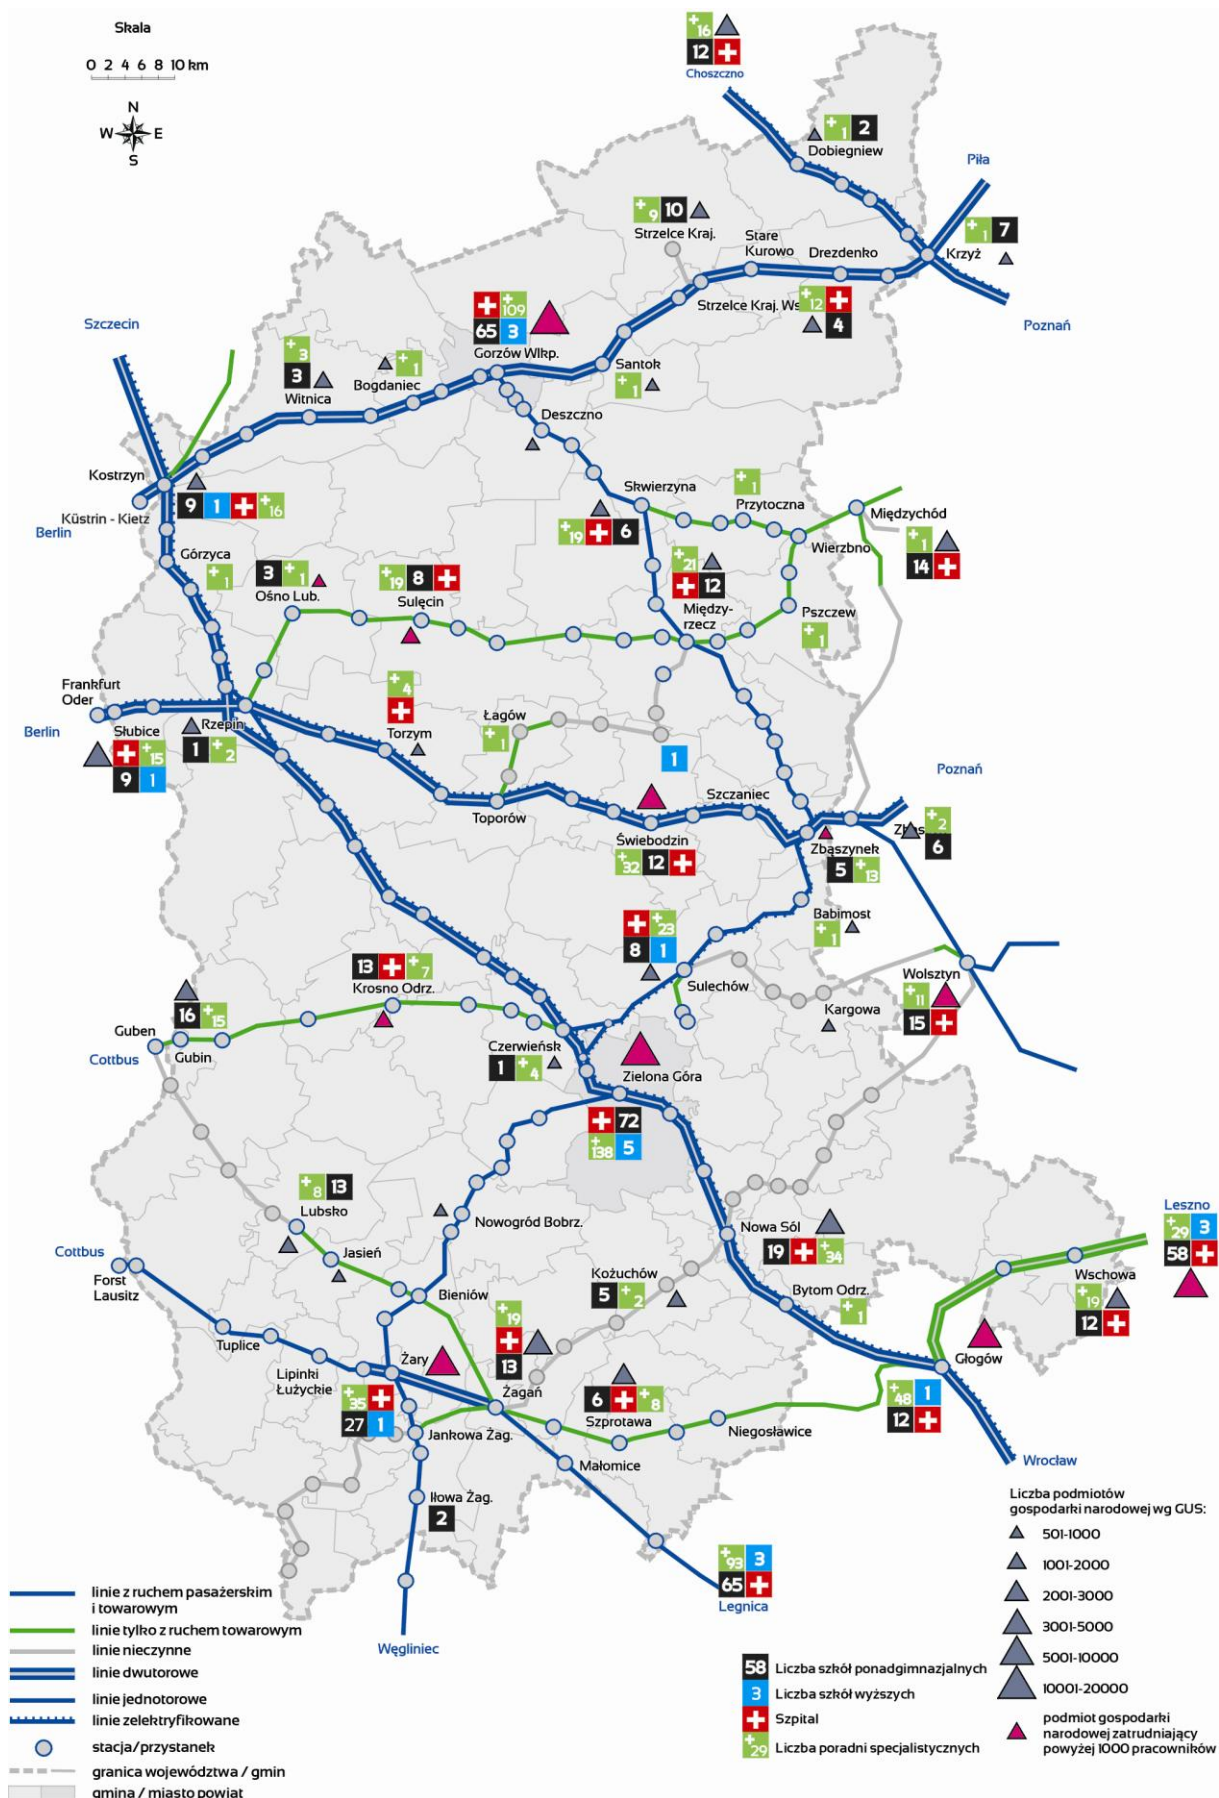 Skala
0 2 4 6 8 10 km
N
W E
S
16
12
Choszczno
1 2
Dobiegniew
Piła
9 10
Strzelce Kraj.
Stare
Kurowo
Drezdenko
1 7
Krzyż
Poznań
Strzelce Kraj. Ws
12
4
Szczecin
109
65 3
Gorzów Wlkp.
Santok
1
3
3
Witnica
Bogdaniec
1
Deszczno
Kostrzyn
Küstrin - Kietz
9 1 16
Berlin
Skwierzyna
19 6
1
Przytoczna
Międzychód
Wierzbno
1
14
Górzyca
1
3 1
Ośno Lub.
19 8
Sulęcin
21
12
Między-
rzecz
Pszczew
1
Frankfurt
Oder
Berlin
Słubice
15
9 1
Rzepin
1 2
4
Torzym
Łagów
1
1
Toporów
Szczaniec
Świebodzin
32 12
Poznań
2
6
Zbąszynek
5 13
Babimost
1
23
8 1
Sulechów
Kargowa
Wolsztyn
11
15
13 7
Krosno Odrz.
16 15
Guben
Gubin
Cottbus
Czerwieńsk
1 4
Zielona Góra
72
138 5
8 13
Lubsko
Jasień
Nowogród Bobrz.
Nowa Sól
19 34
Cottbus
Forst
Lausitz
Bieniów
Kożuchów
5 2
Bytom Odrz.
1
Leszno
29 3
58
Wschowa
19
12
Tuplice
Lipinki
Łużyckie
Żary
35
27 1
19
13
Żagań
6 8
Szprotawa
Głogów
48 1
12
Jankowa Żag.
Niegosławice
Małomice
Wrocław
Iłowa Żag.
2
93 3
65
Legnica
Węgliniec
linie z ruchem pasażerskim
i towarowym
linie tylko z ruchem towarowym
linie nieczynne
linie dwutorowe
linie jednotorowe
linie zelektryfikowane
stacja/przystanek
granica województwa / gmin
gmina / miasto powiat
58 Liczba szkół ponadgimnazjalnych
3 Liczba szkół wyższych
Szpital
29 Liczba poradni specjalistycznych
Liczba podmiotów
gospodarki narodowej wg GUS:
501-1000
1001-2000
2001-3000
3001-5000
5001-10000
10001-20000
podmiot gospodarki
narodowej zatrudniający
powyżej 1000 pracowników